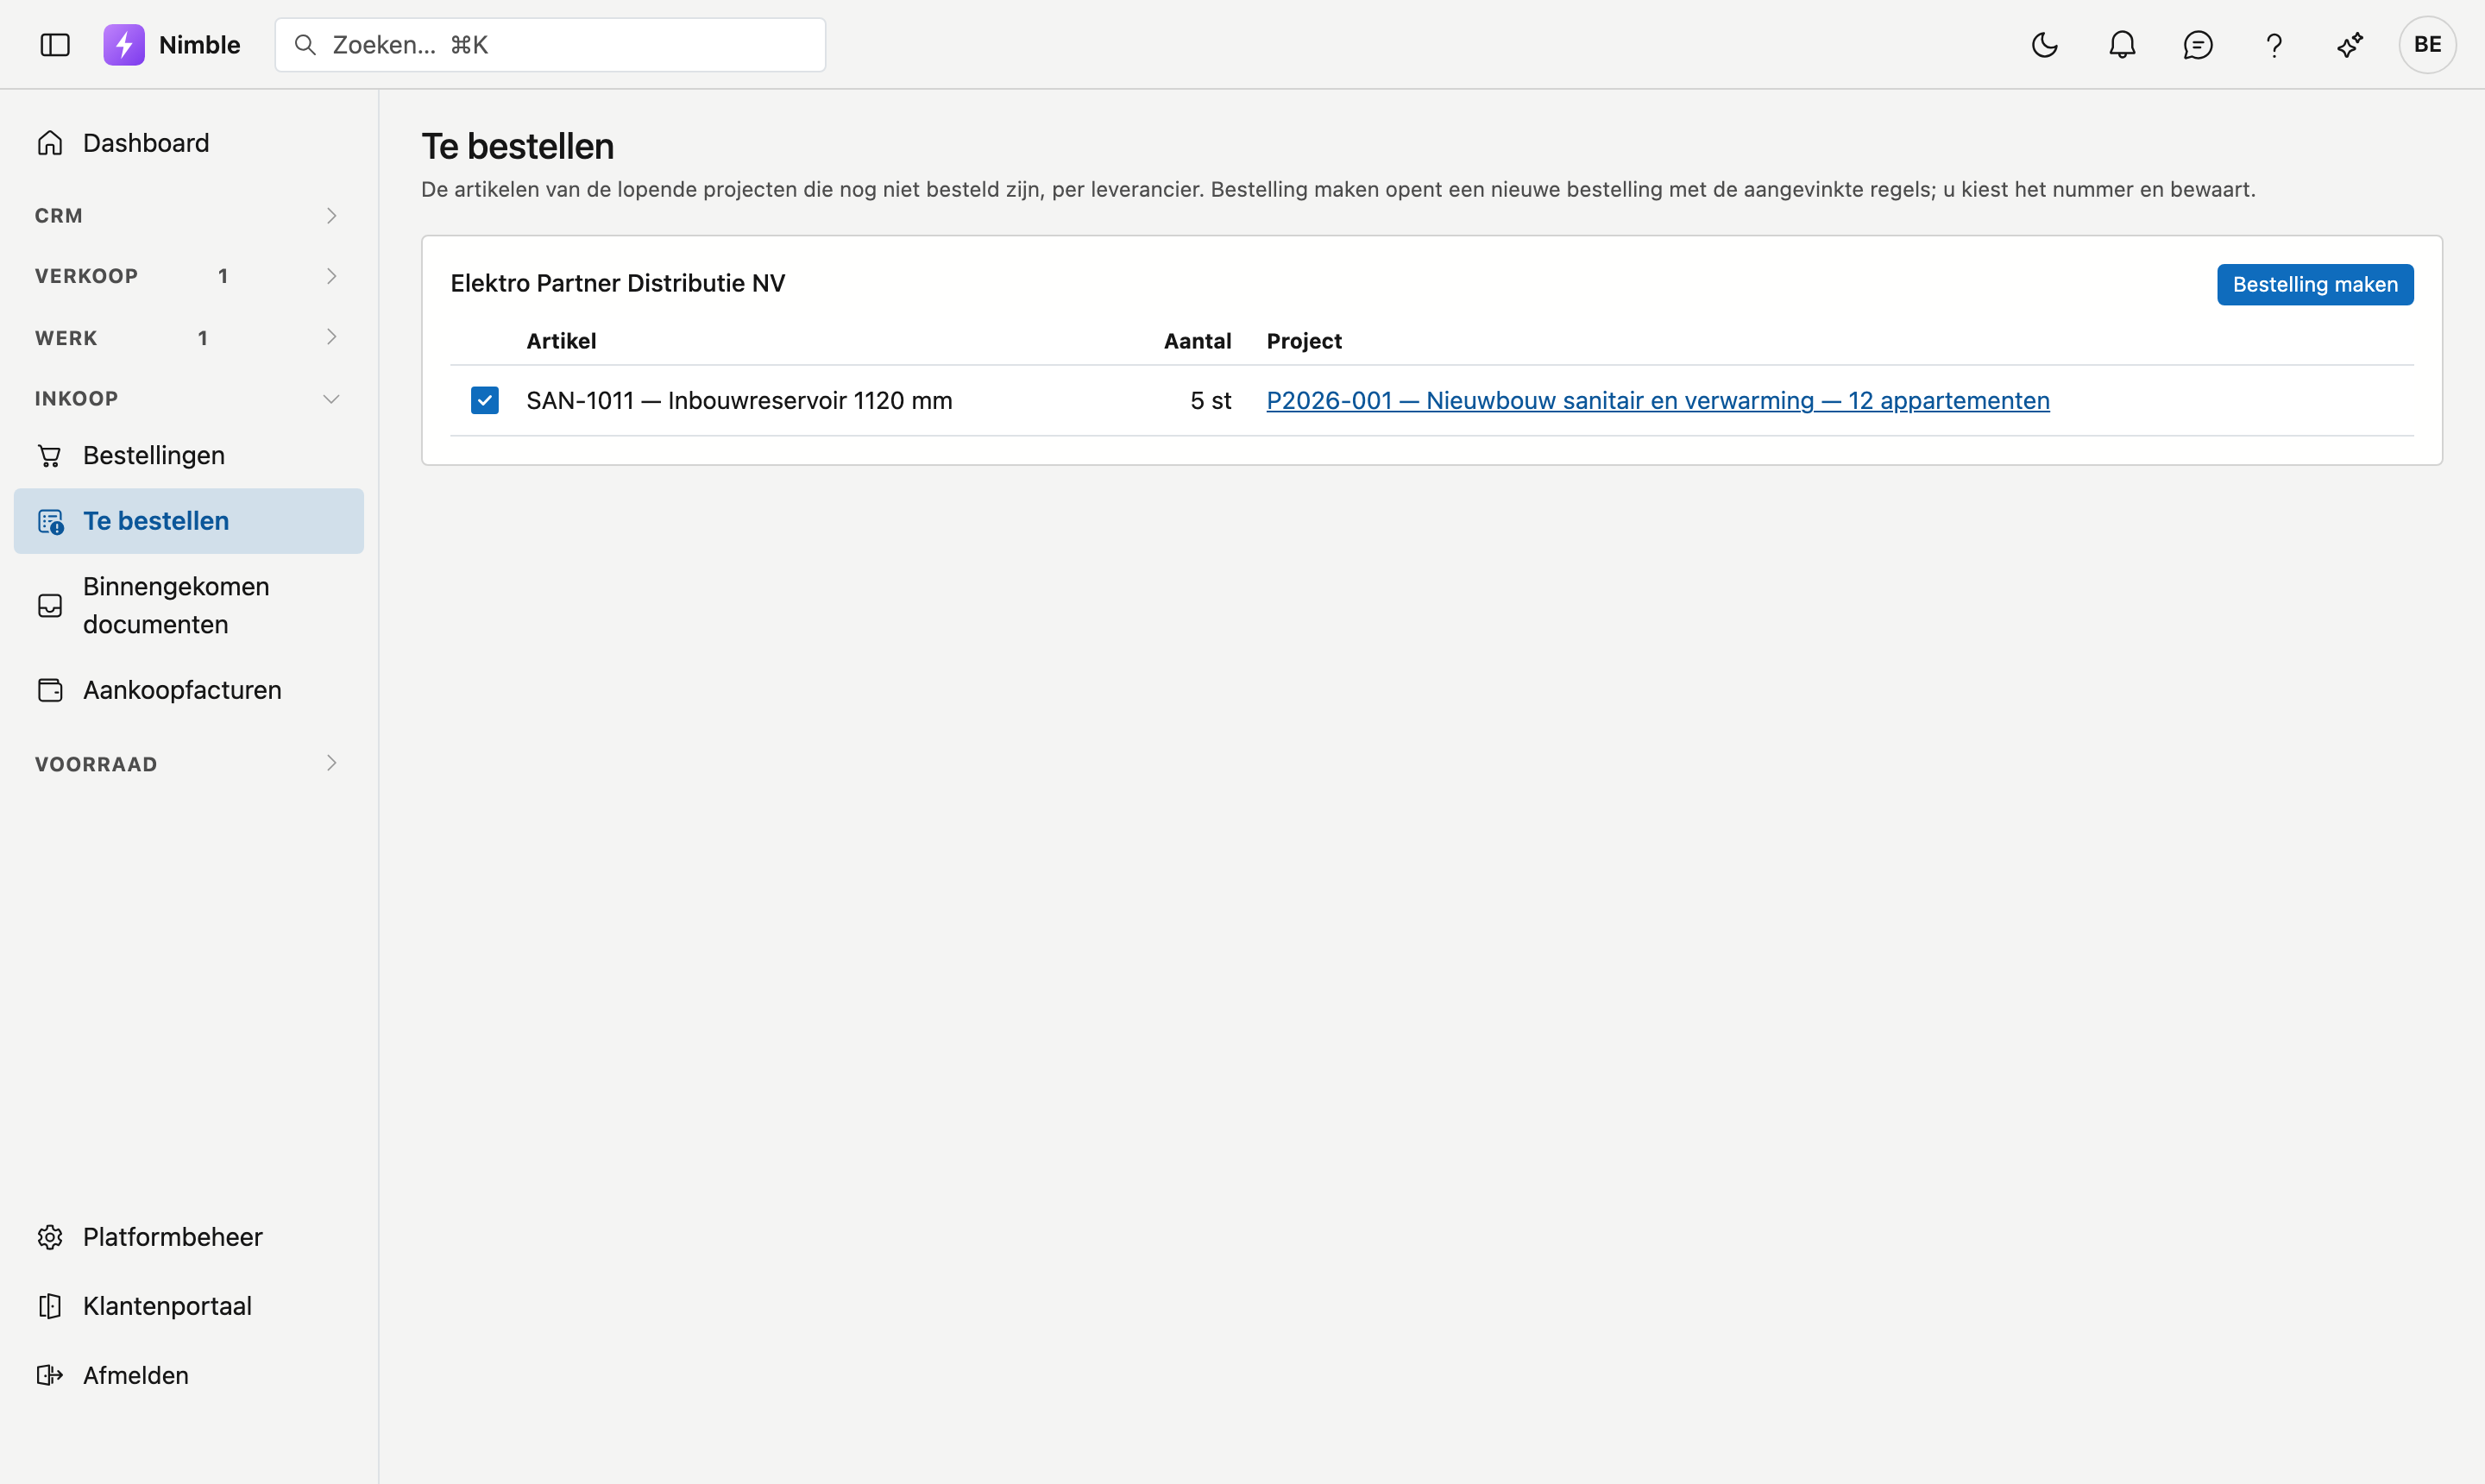 Nimble
Zoeken... ⌘K
BE
Dashboard
CRM
VERKOOP 1
WERK 1
INKOOP
Bestellingen
Te bestellen
Binnengekomen
documenten
Aankoopfacturen
VOORRAAD
Platformbeheer
Klantenportaal
Afmelden
Te bestellen
De artikelen van de lopende projecten die nog niet besteld zijn, per leverancier. Bestelling maken opent een nieuwe bestelling met de aangevinkte regels; u kiest het nummer en bewaart.
Elektro Partner Distributie NV
Bestelling maken
Artikel Aantal Project
SAN-1011 — Inbouwreservoir 1120 mm 5 st P2026-001 — Nieuwbouw sanitair en verwarming — 12 appartementen